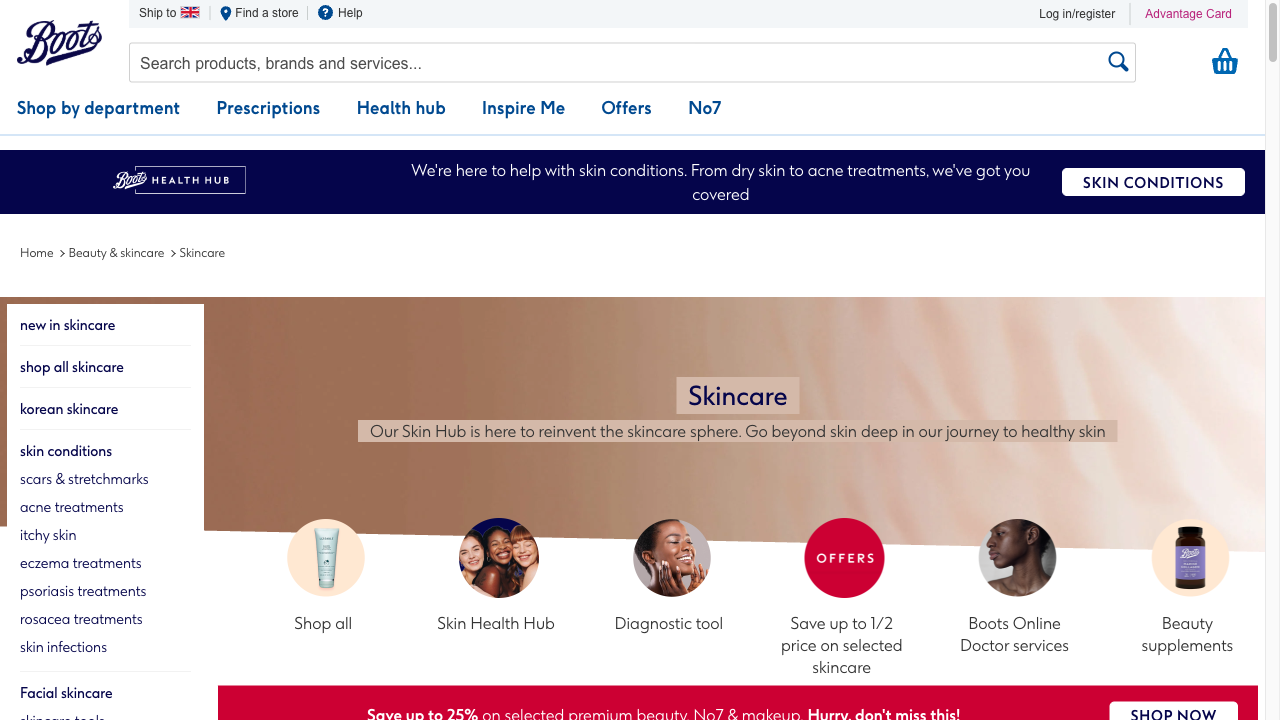 Boots
Ship to
Find a store
? Help
Log in/register
Advantage Card
Search products, brands and services...
Shop by department
Prescriptions
Health hub
Inspire Me
Offers
No7
Boots HEALTH HUB
We're here to help with skin conditions. From dry skin to acne treatments, we've got you
covered
SKIN CONDITIONS
Home > Beauty & skincare > Skincare
new in skincare
shop all skincare
korean skincare
skin conditions
scars & stretchmarks
acne treatments
itchy skin
eczema treatments
psoriasis treatments
rosacea treatments
skin infections
Facial skincare
skincare tools
Skincare
Our Skin Hub is here to reinvent the skincare sphere. Go beyond skin deep in our journey to healthy skin
OFFERS
Boots
Shop all
Skin Health Hub
Diagnostic tool
Save up to 1/2
price on selected
skincare
Boots Online
Doctor services
Beauty
supplements
Save up to 25% on selected premium beauty, No7 & makeup. Hurry, don't miss this!
SHOP NOW